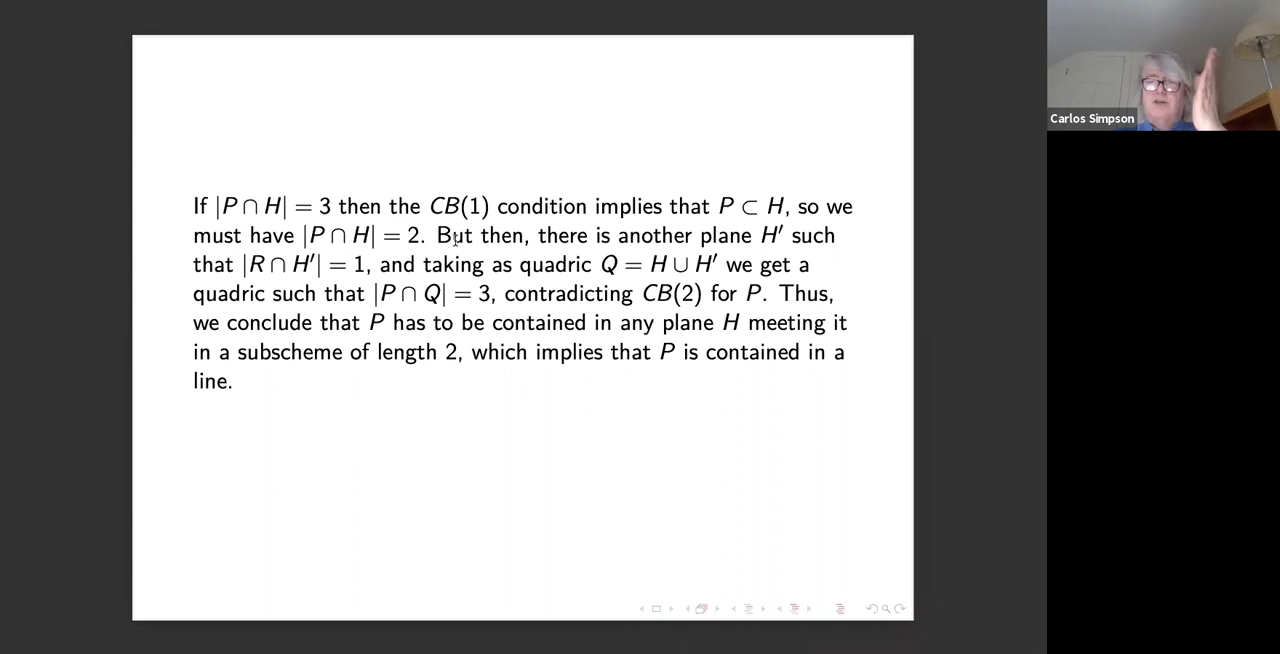 If |P ∩ H| = 3 then the CB(1) condition implies that P ⊂ H, so we
must have |P ∩ H| = 2. But then, there is another plane H′ such
that |R ∩ H′| = 1, and taking as quadric Q = H ∪ H′ we get a
quadric such that |P ∩ Q| = 3, contradicting CB(2) for P. Thus,
we conclude that P has to be contained in any plane H meeting it
in a subscheme of length 2, which implies that P is contained in a
line.
Carlos Simpson